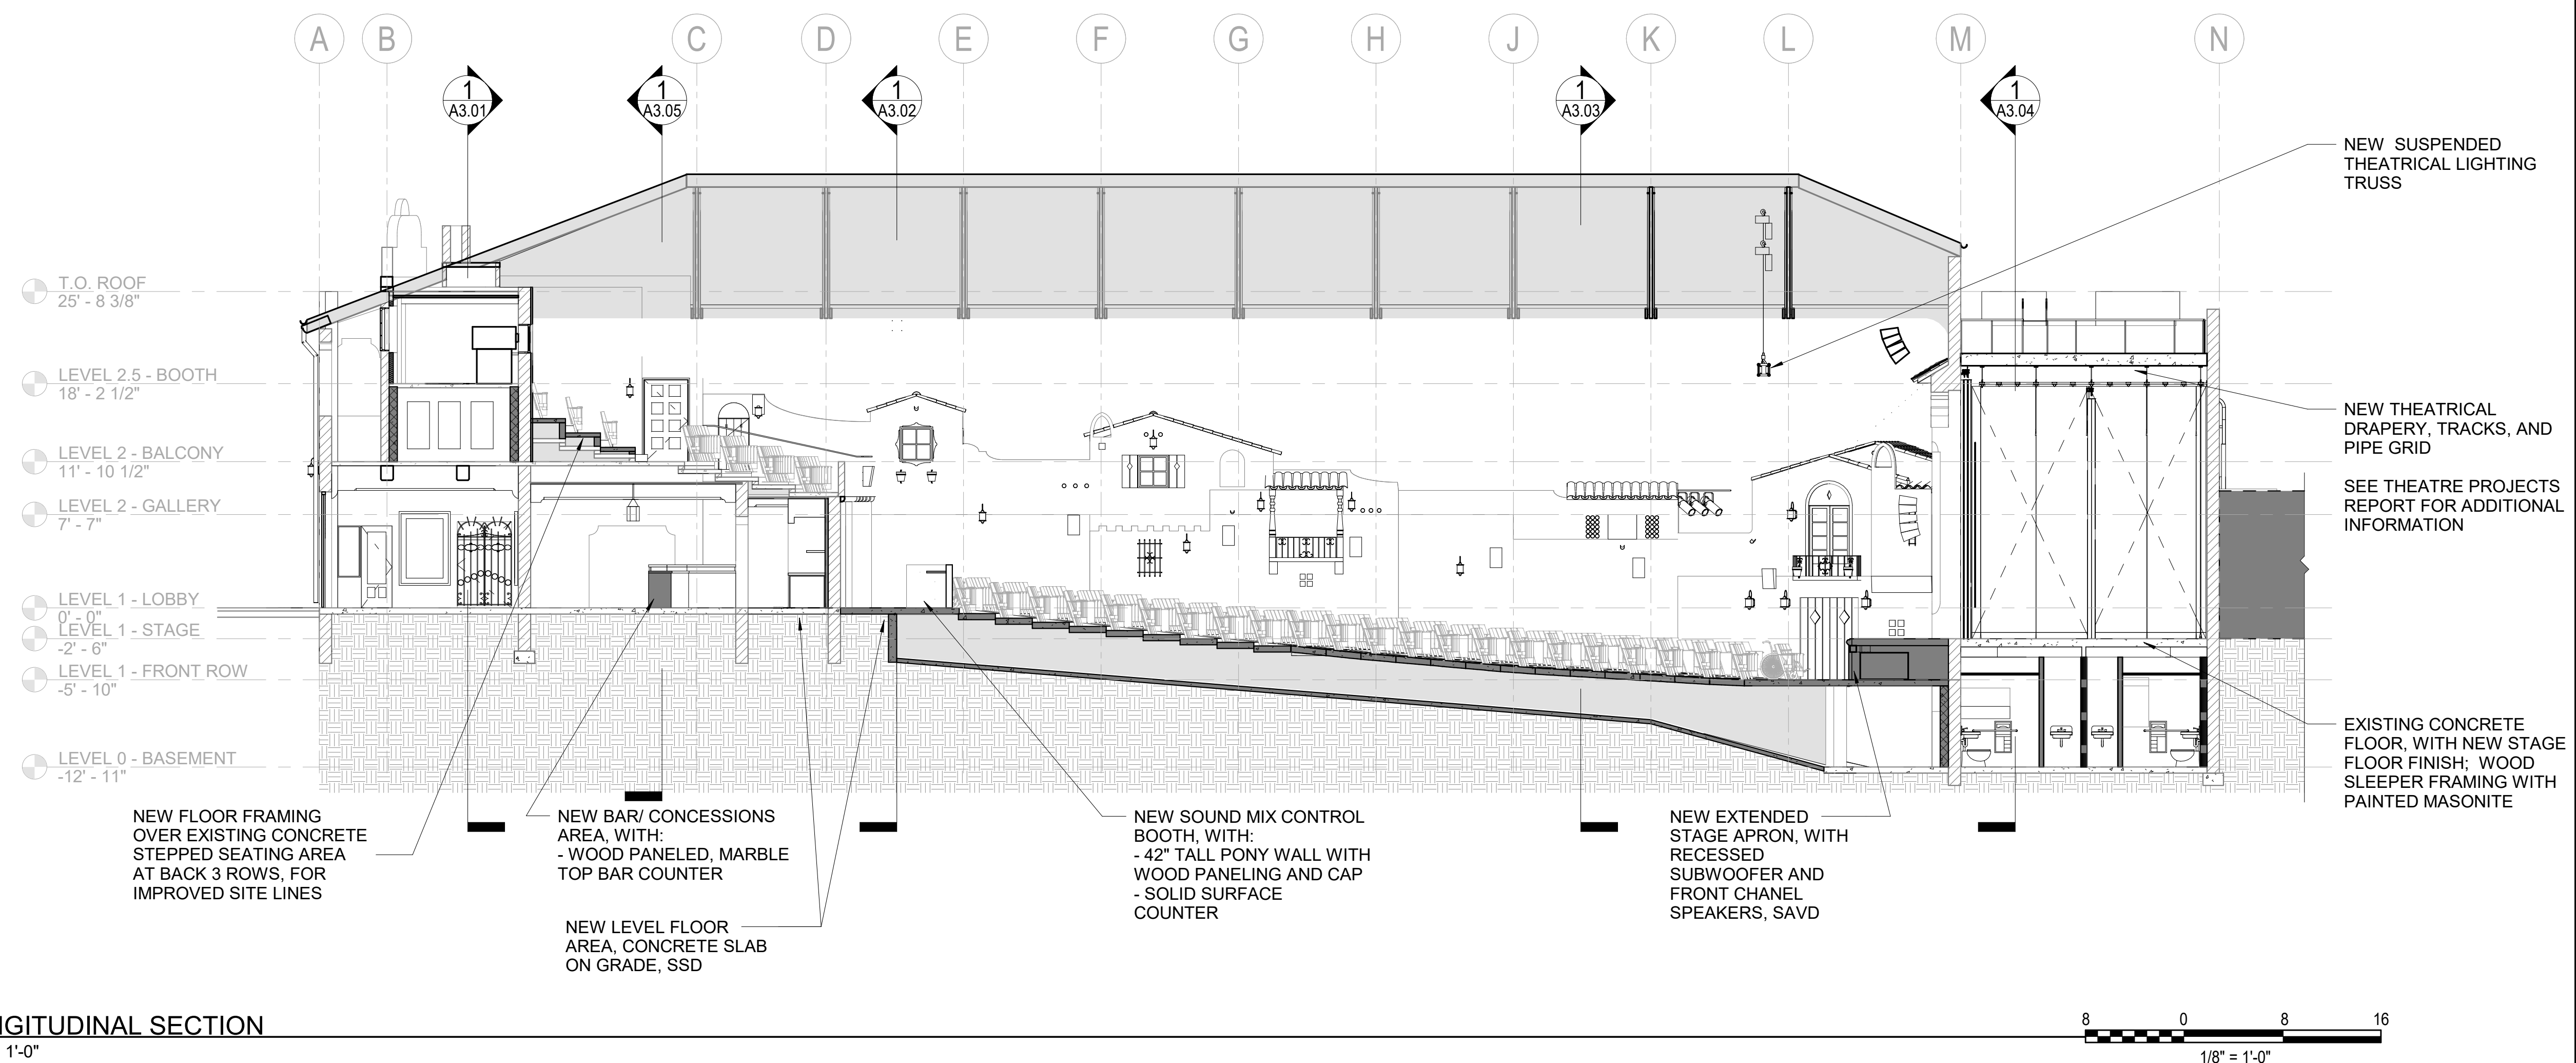 A B C D E F G H J K L M N
1
A3.01
1
A3.05
1
A3.02
1
A3.03
1
A3.04
NEW SUSPENDED
THEATRICAL LIGHTING
TRUSS
T.O. ROOF
25' - 8 3/8"
LEVEL 2.5 - BOOTH
18' - 2 1/2"
LEVEL 2 - BALCONY
11' - 10 1/2"
LEVEL 2 - GALLERY
7' - 7"
LEVEL 1 - LOBBY
0' - 0"
LEVEL 1 - STAGE
-2' - 6"
LEVEL 1 - FRONT ROW
-5' - 10"
LEVEL 0 - BASEMENT
-12' - 11"
NEW THEATRICAL
DRAPERY, TRACKS, AND
PIPE GRID
SEE THEATRE PROJECTS
REPORT FOR ADDITIONAL
INFORMATION
EXISTING CONCRETE
FLOOR, WITH NEW STAGE
FLOOR FINISH; WOOD
SLEEPER FRAMING WITH
PAINTED MASONITE
NEW FLOOR FRAMING
OVER EXISTING CONCRETE
STEPPED SEATING AREA
AT BACK 3 ROWS, FOR
IMPROVED SITE LINES
NEW BAR/ CONCESSIONS
AREA, WITH:
- WOOD PANELED, MARBLE
TOP BAR COUNTER
NEW LEVEL FLOOR
AREA, CONCRETE SLAB
ON GRADE, SSD
NEW SOUND MIX CONTROL
BOOTH, WITH:
- 42" TALL PONY WALL WITH
WOOD PANELING AND CAP
- SOLID SURFACE
COUNTER
NEW EXTENDED
STAGE APRON, WITH
RECESSED
SUBWOOFER AND
FRONT CHANEL
SPEAKERS, SAVD
NGITUDINAL SECTION
1'-0"
8 0 8 16
1/8" = 1'-0"